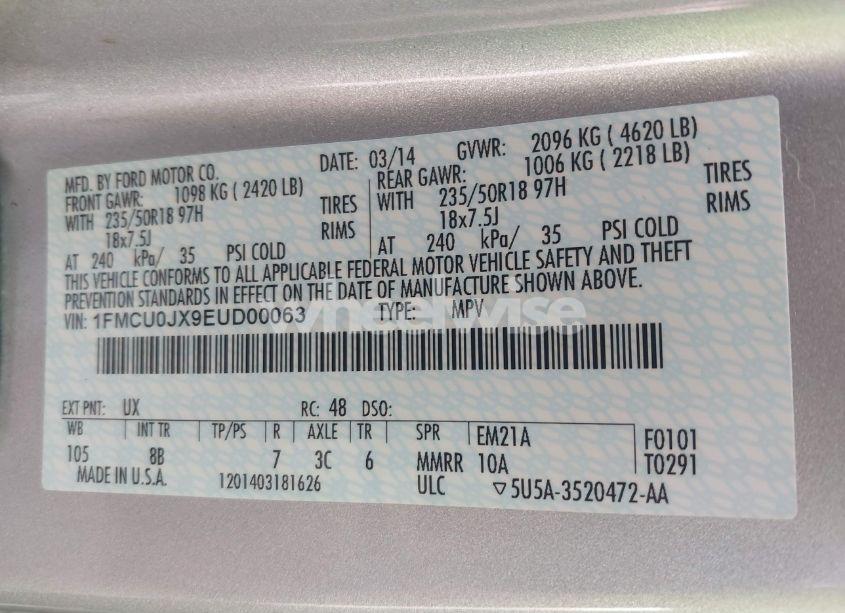 MFD. BY FORD MOTOR CO. DATE: 03/14 GVWR: 2096 KG ( 4620 LB)
FRONT GAWR: 1098 KG ( 2420 LB) REAR GAWR: 1006 KG ( 2218 LB)
WITH 235/50R18 97H TIRES WITH 235/50R18 97H TIRES
18x7.5J RIMS 18x7.5J RIMS
AT 240 kPa/ 35 PSI COLD AT 240 kPa/ 35 PSI COLD
THIS VEHICLE CONFORMS TO ALL APPLICABLE FEDERAL MOTOR VEHICLE SAFETY AND THEFT
PREVENTION STANDARDS IN EFFECT ON THE DATE OF MANUFACTURE SHOWN ABOVE.
VIN: 1FMCU0JX9EUD00063 TYPE: MPV
wheelwise
EXT PNT: UX RC: 48 DSO:
WB INT TR TP/PS R AXLE TR SPR EM21A F0101
105 8B 7 3C 6 MMRR 10A T0291
MADE IN U.S.A. 1201403181626 ULC 5U5A-3520472-AA